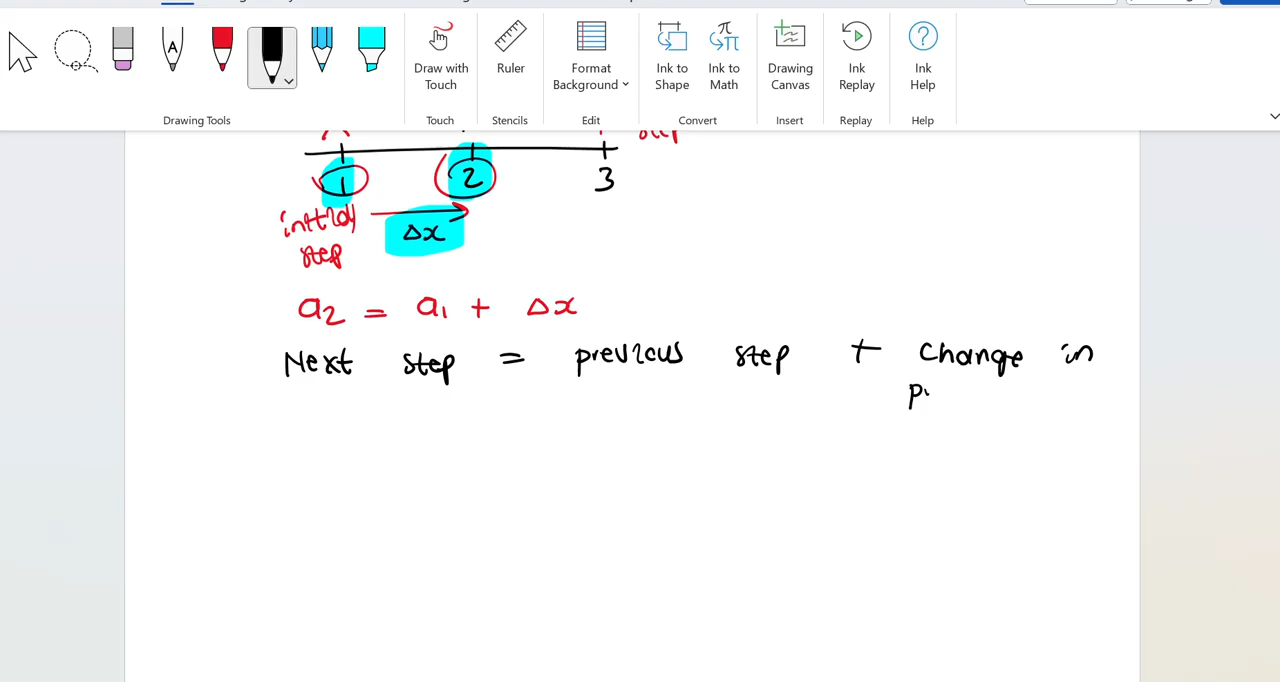 A
Draw with Touch
Ruler
Format Background
Ink to Shape
Ink to Math
Drawing Canvas
Ink Replay
Ink Help
Drawing Tools
Touch
Stencils
Edit
Convert
Insert
Replay
Help
step
1 2 3
initial
step
Δx
a2 = a1 + Δx
Next step = previous step + change in